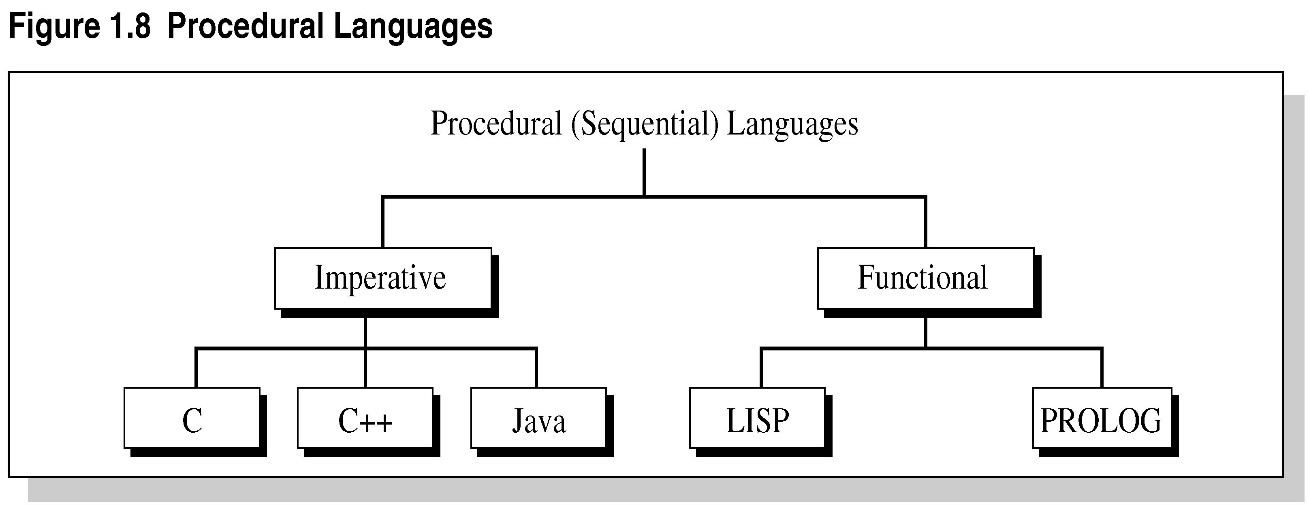 Figure 1.8 Procedural Languages
Procedural (Sequential) Languages
Imperative
Functional
C
C++
Java
LISP
PROLOG